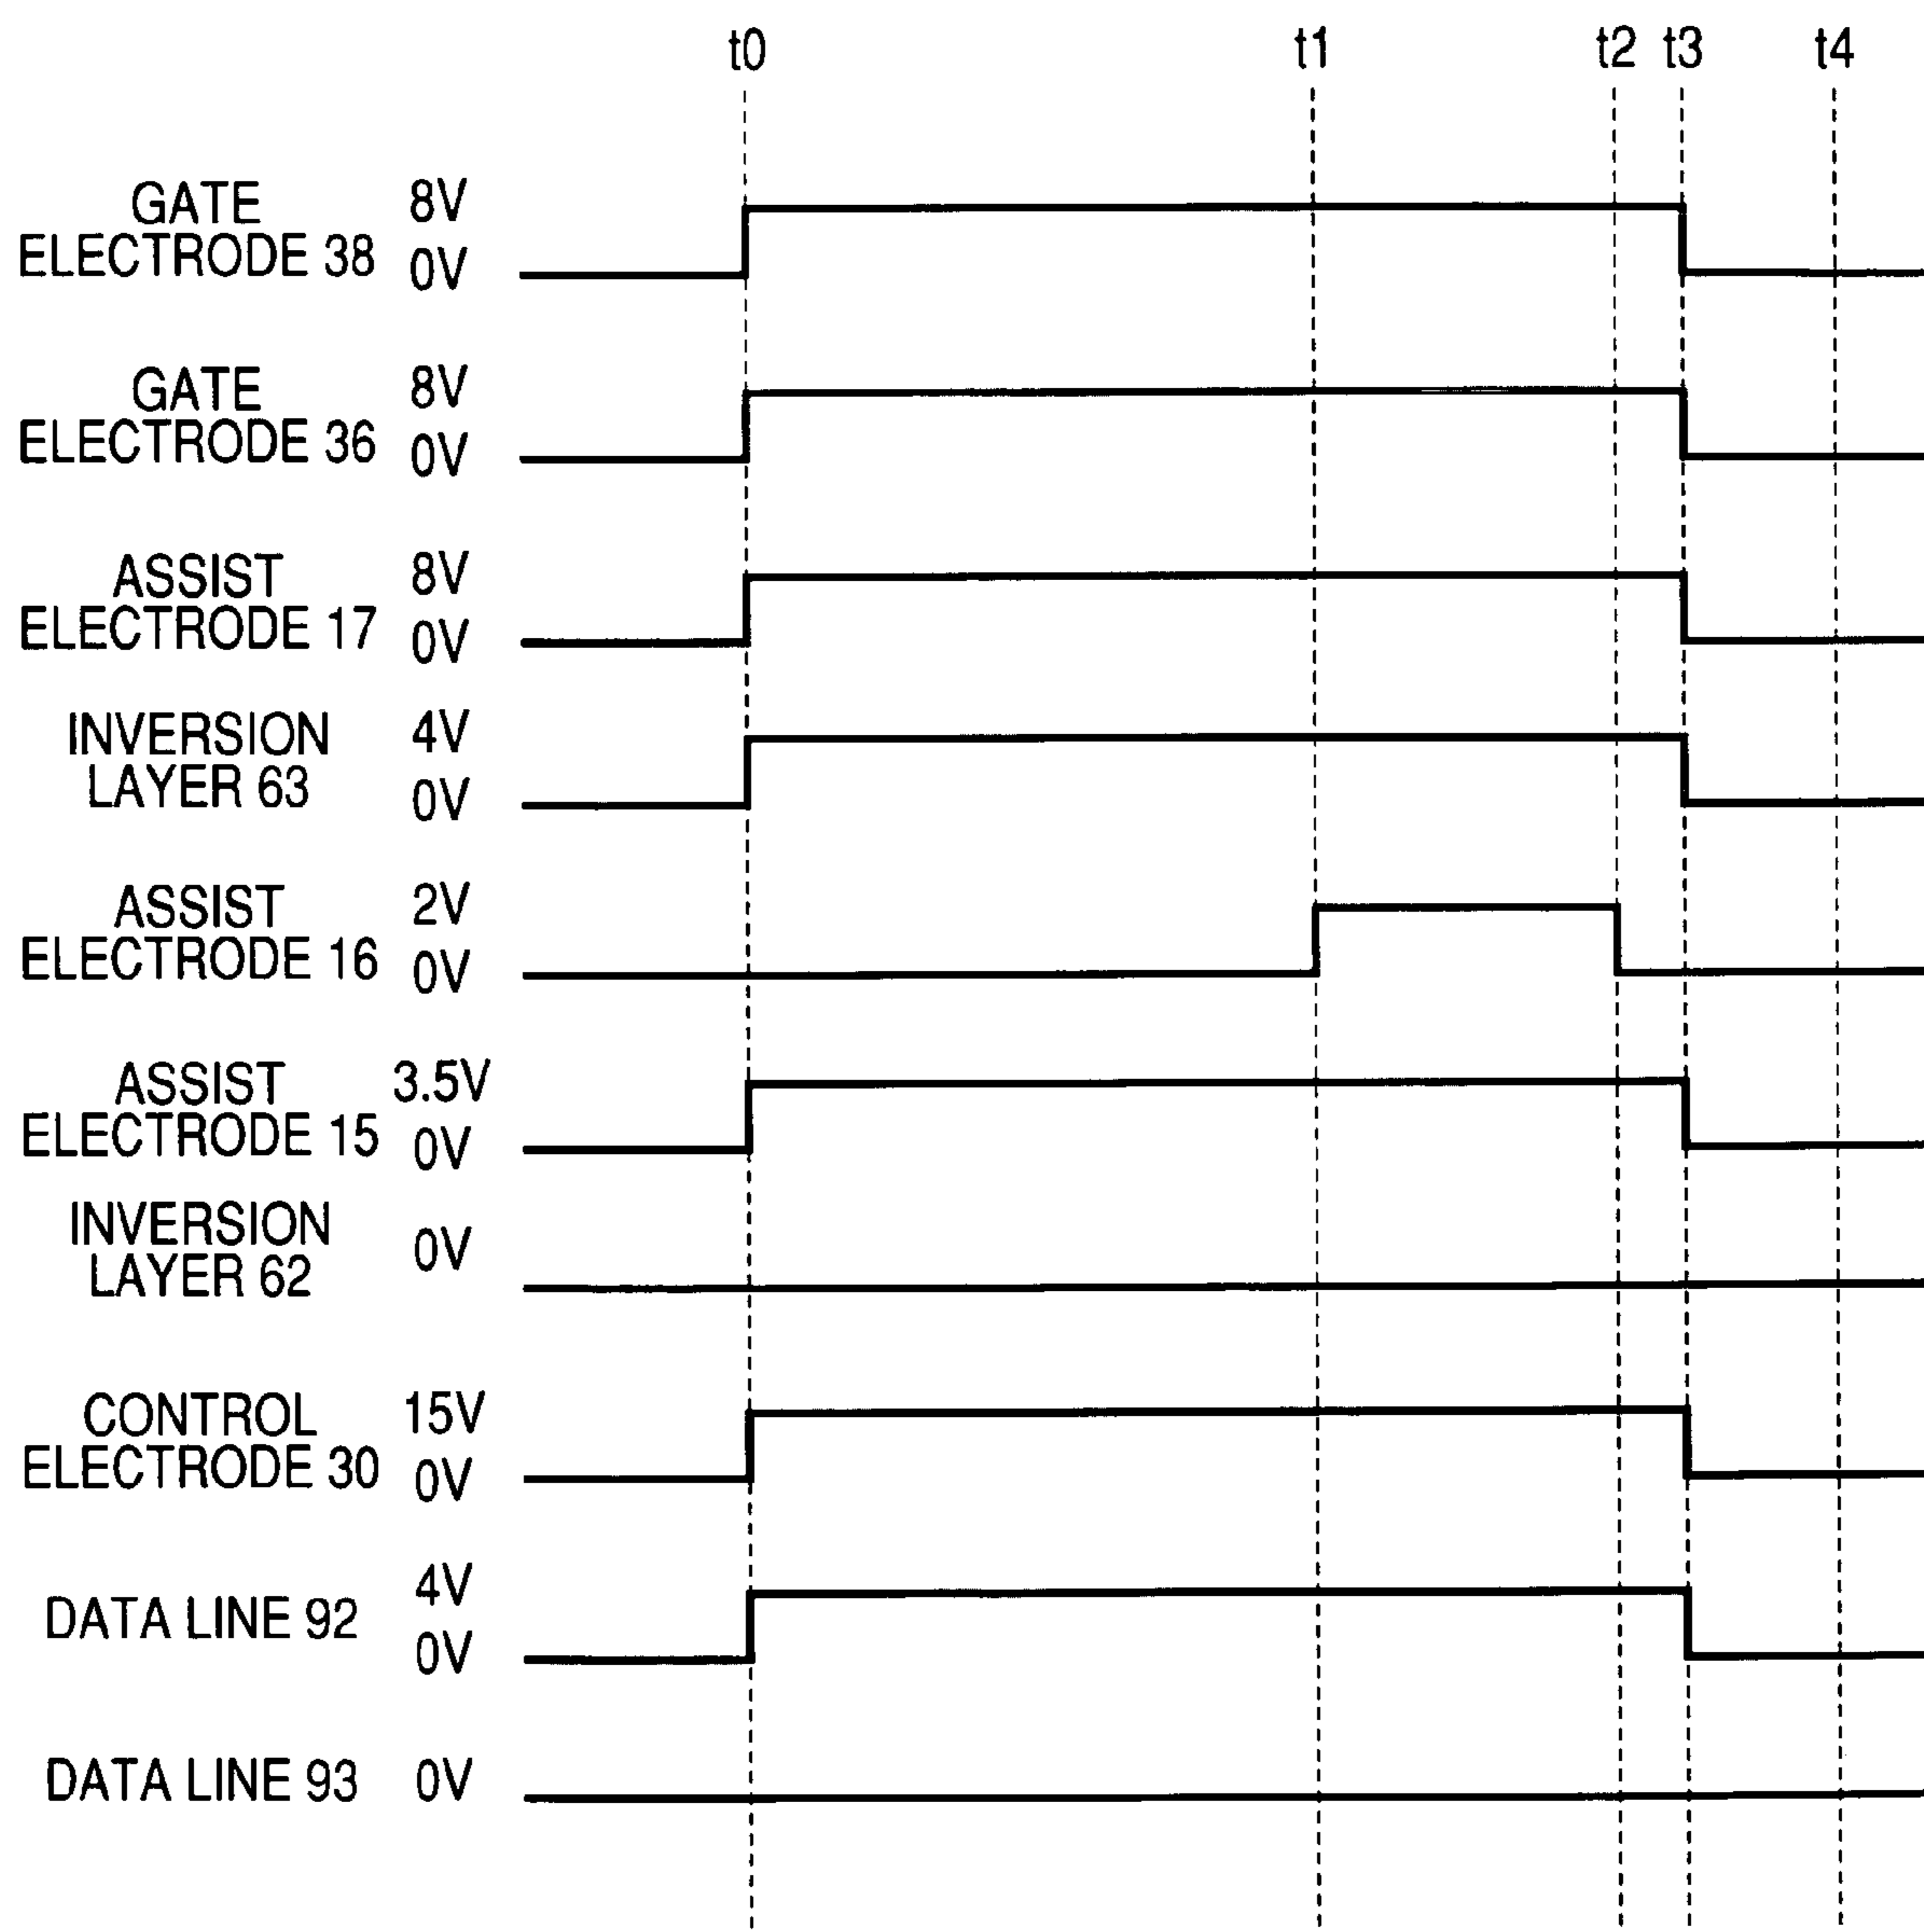 t0 t1 t2 t3 t4
GATE 8V
ELECTRODE 38 0V
GATE 8V
ELECTRODE 36 0V
ASSIST 8V
ELECTRODE 17 0V
INVERSION 4V
LAYER 63 0V
ASSIST 2V
ELECTRODE 16 0V
ASSIST 3.5V
ELECTRODE 15 0V
INVERSION
LAYER 62 0V
CONTROL 15V
ELECTRODE 30 0V
4V
DATA LINE 92
0V
DATA LINE 93 0V